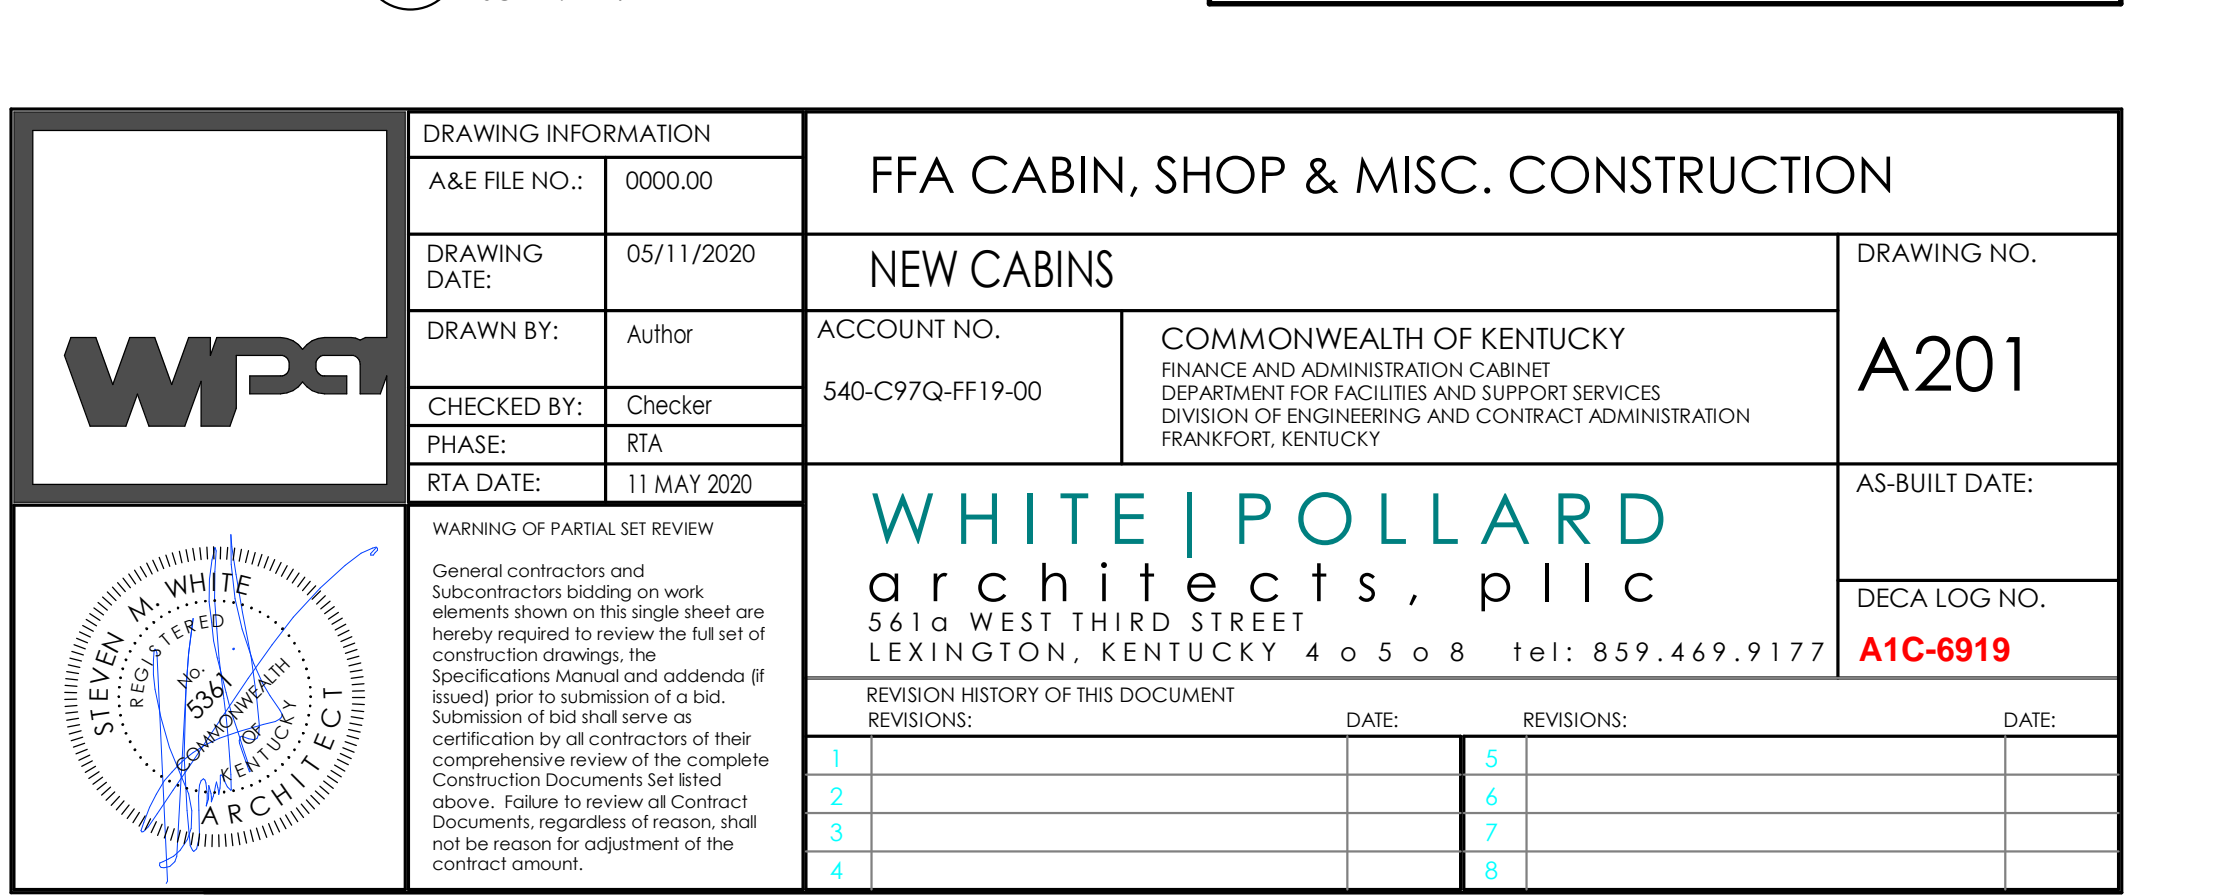 DRAWING INFORMATION
A&E FILE NO.: 0000.00
DRAWING DATE: 05/11/2020
DRAWN BY: Author
CHECKED BY: Checker
PHASE: RTA
RTA DATE: 11 MAY 2020
WARNING OF PARTIAL SET REVIEW
General contractors and
Subcontractors bidding on work
elements shown on this single sheet are
hereby required to review the full set of
construction drawings, the
Specifications Manual and addenda (if
issued) prior to submission of a bid.
Submission of bid shall serve as
certification by all contractors of their
comprehensive review of the complete
Construction Documents Set listed
above.  Failure to review all Contract
Documents, regardless of reason, shall
not be reason for adjustment of the
contract amount.
STEVEN M. WHITE
REGISTERED
NO.
5361
COMMONWEALTH
OF
KENTUCKY
ARCHITECT
FFA CABIN, SHOP & MISC. CONSTRUCTION
NEW CABINS
ACCOUNT NO.
540-C97Q-FF19-00
COMMONWEALTH OF KENTUCKY
FINANCE AND ADMINISTRATION CABINET
DEPARTMENT FOR FACILITIES AND SUPPORT SERVICES
DIVISION OF ENGINEERING AND CONTRACT ADMINISTRATION
FRANKFORT, KENTUCKY
DRAWING NO.
A201
WHITE|POLLARD
architects, pllc
561a WEST THIRD STREET
LEXINGTON, KENTUCKY 4o5o8 tel: 859.469.9177
AS-BUILT DATE:
DECA LOG NO.
A1C-6919
REVISION HISTORY OF THIS DOCUMENT
REVISIONS: DATE: REVISIONS: DATE:
1 5
2 6
3 7
4 8